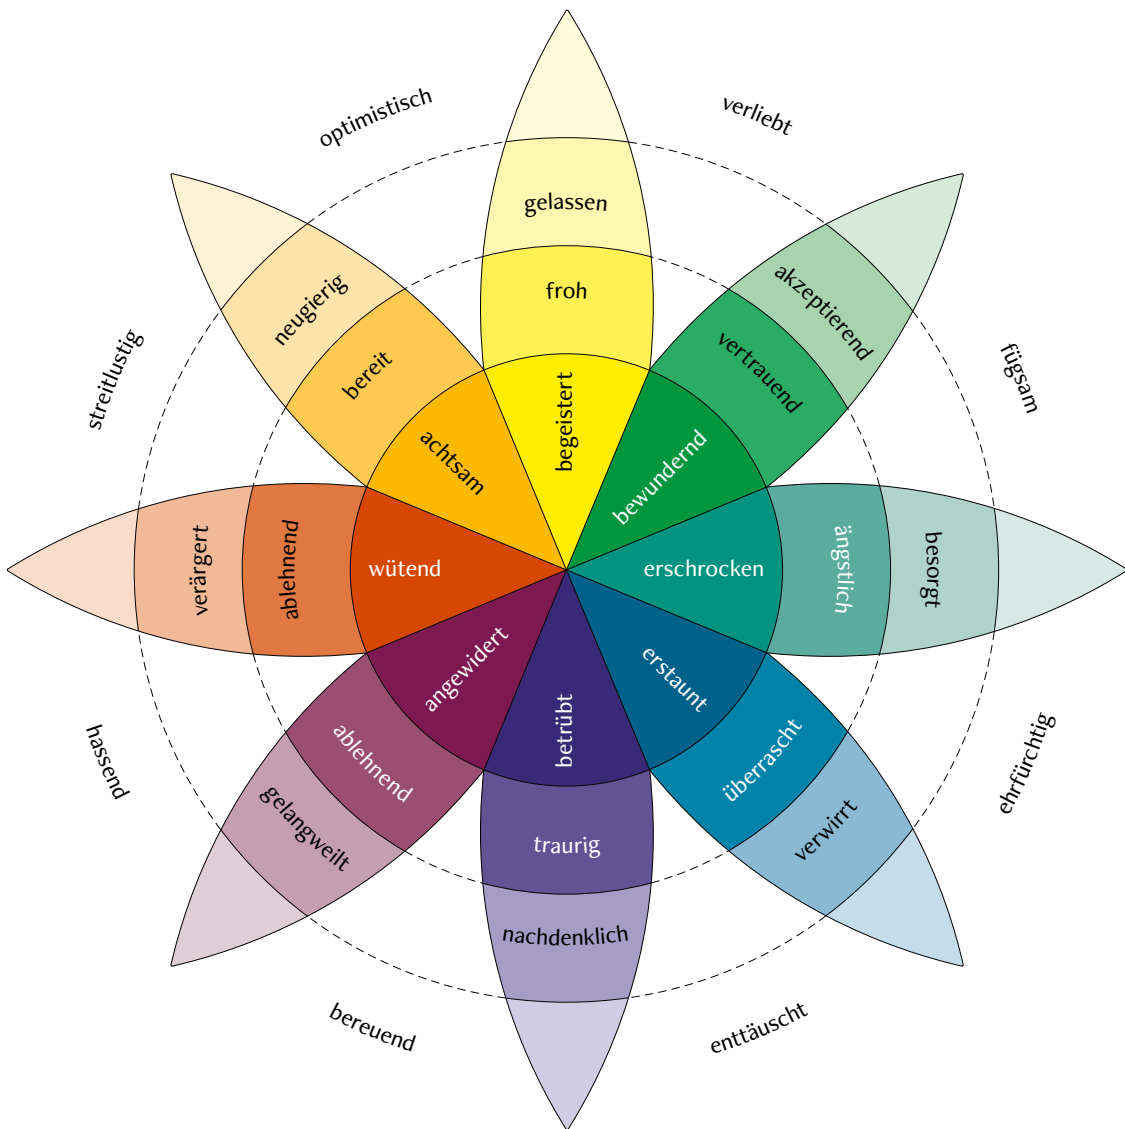 optimistisch
verliebt
gelassen
neugierig
akzeptierend
froh
streitlustig
bereit
vertrauend
fügsam
begeistert
achtsam
bewundernd
verärgert
ablehnend
wütend
erschrocken
ängstlich
besorgt
angewidert
erstaunt
betrübt
hassend
ablehnend
überrascht
ehrfürchtig
gelangweilt
traurig
verwirrt
nachdenklich
bereuend
enttäuscht